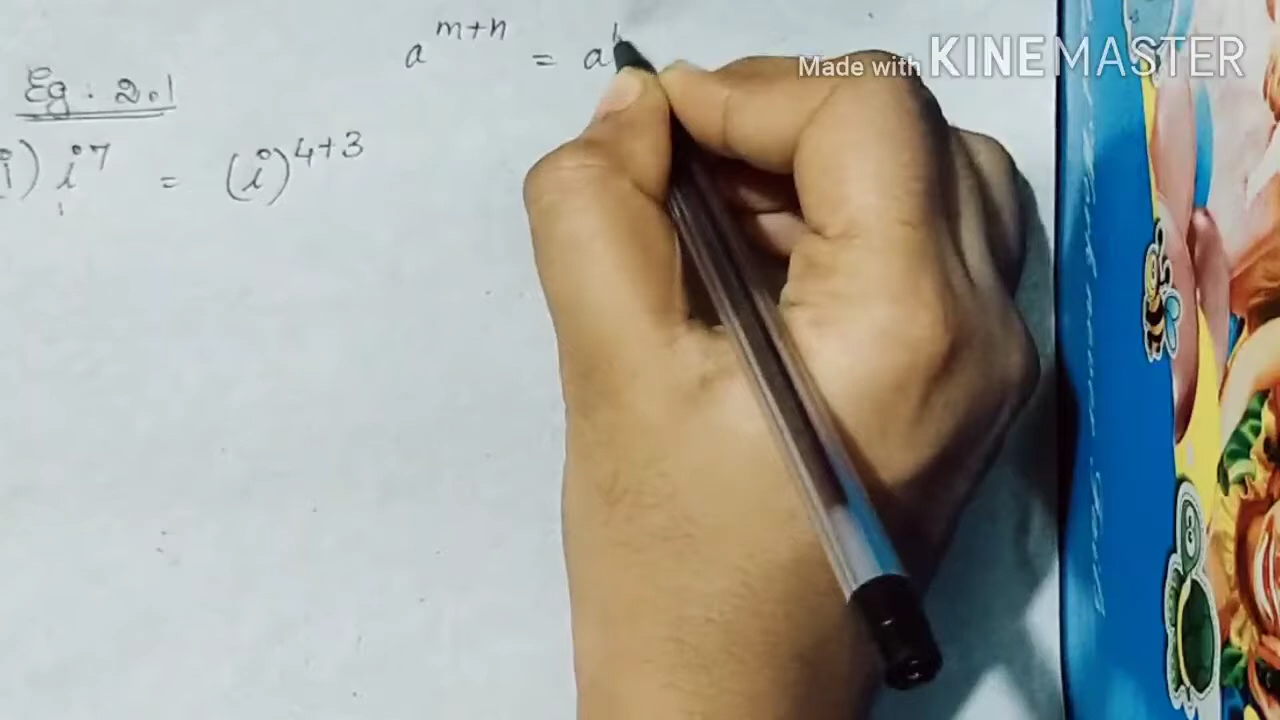 a^{m+n} = a
Made with KINEMASTER
Eg : 2.1
i) i^7 = (i)^{4+3}